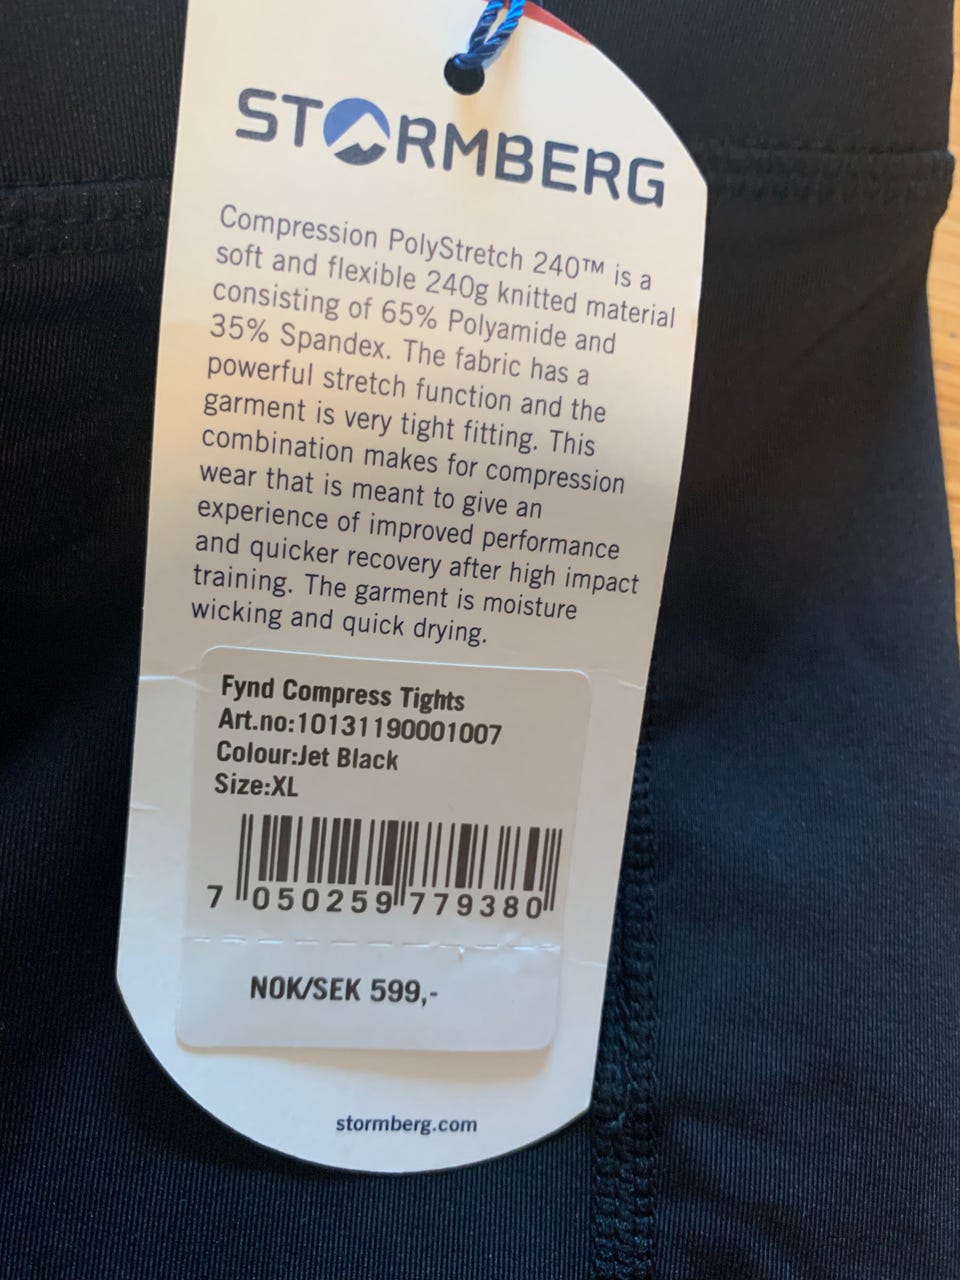 STORMBERG
Compression PolyStretch 240™ is a
soft and flexible 240g knitted material
consisting of 65% Polyamide and
35% Spandex. The fabric has a
powerful stretch function and the
garment is very tight fitting. This
combination makes for compression
wear that is meant to give an
experience of improved performance
and quicker recovery after high impact
training. The garment is moisture
wicking and quick drying.
Fynd Compress Tights
Art.no:10131190001007
Colour:Jet Black
Size:XL
7 050259 779380
NOK/SEK 599,-
stormberg.com